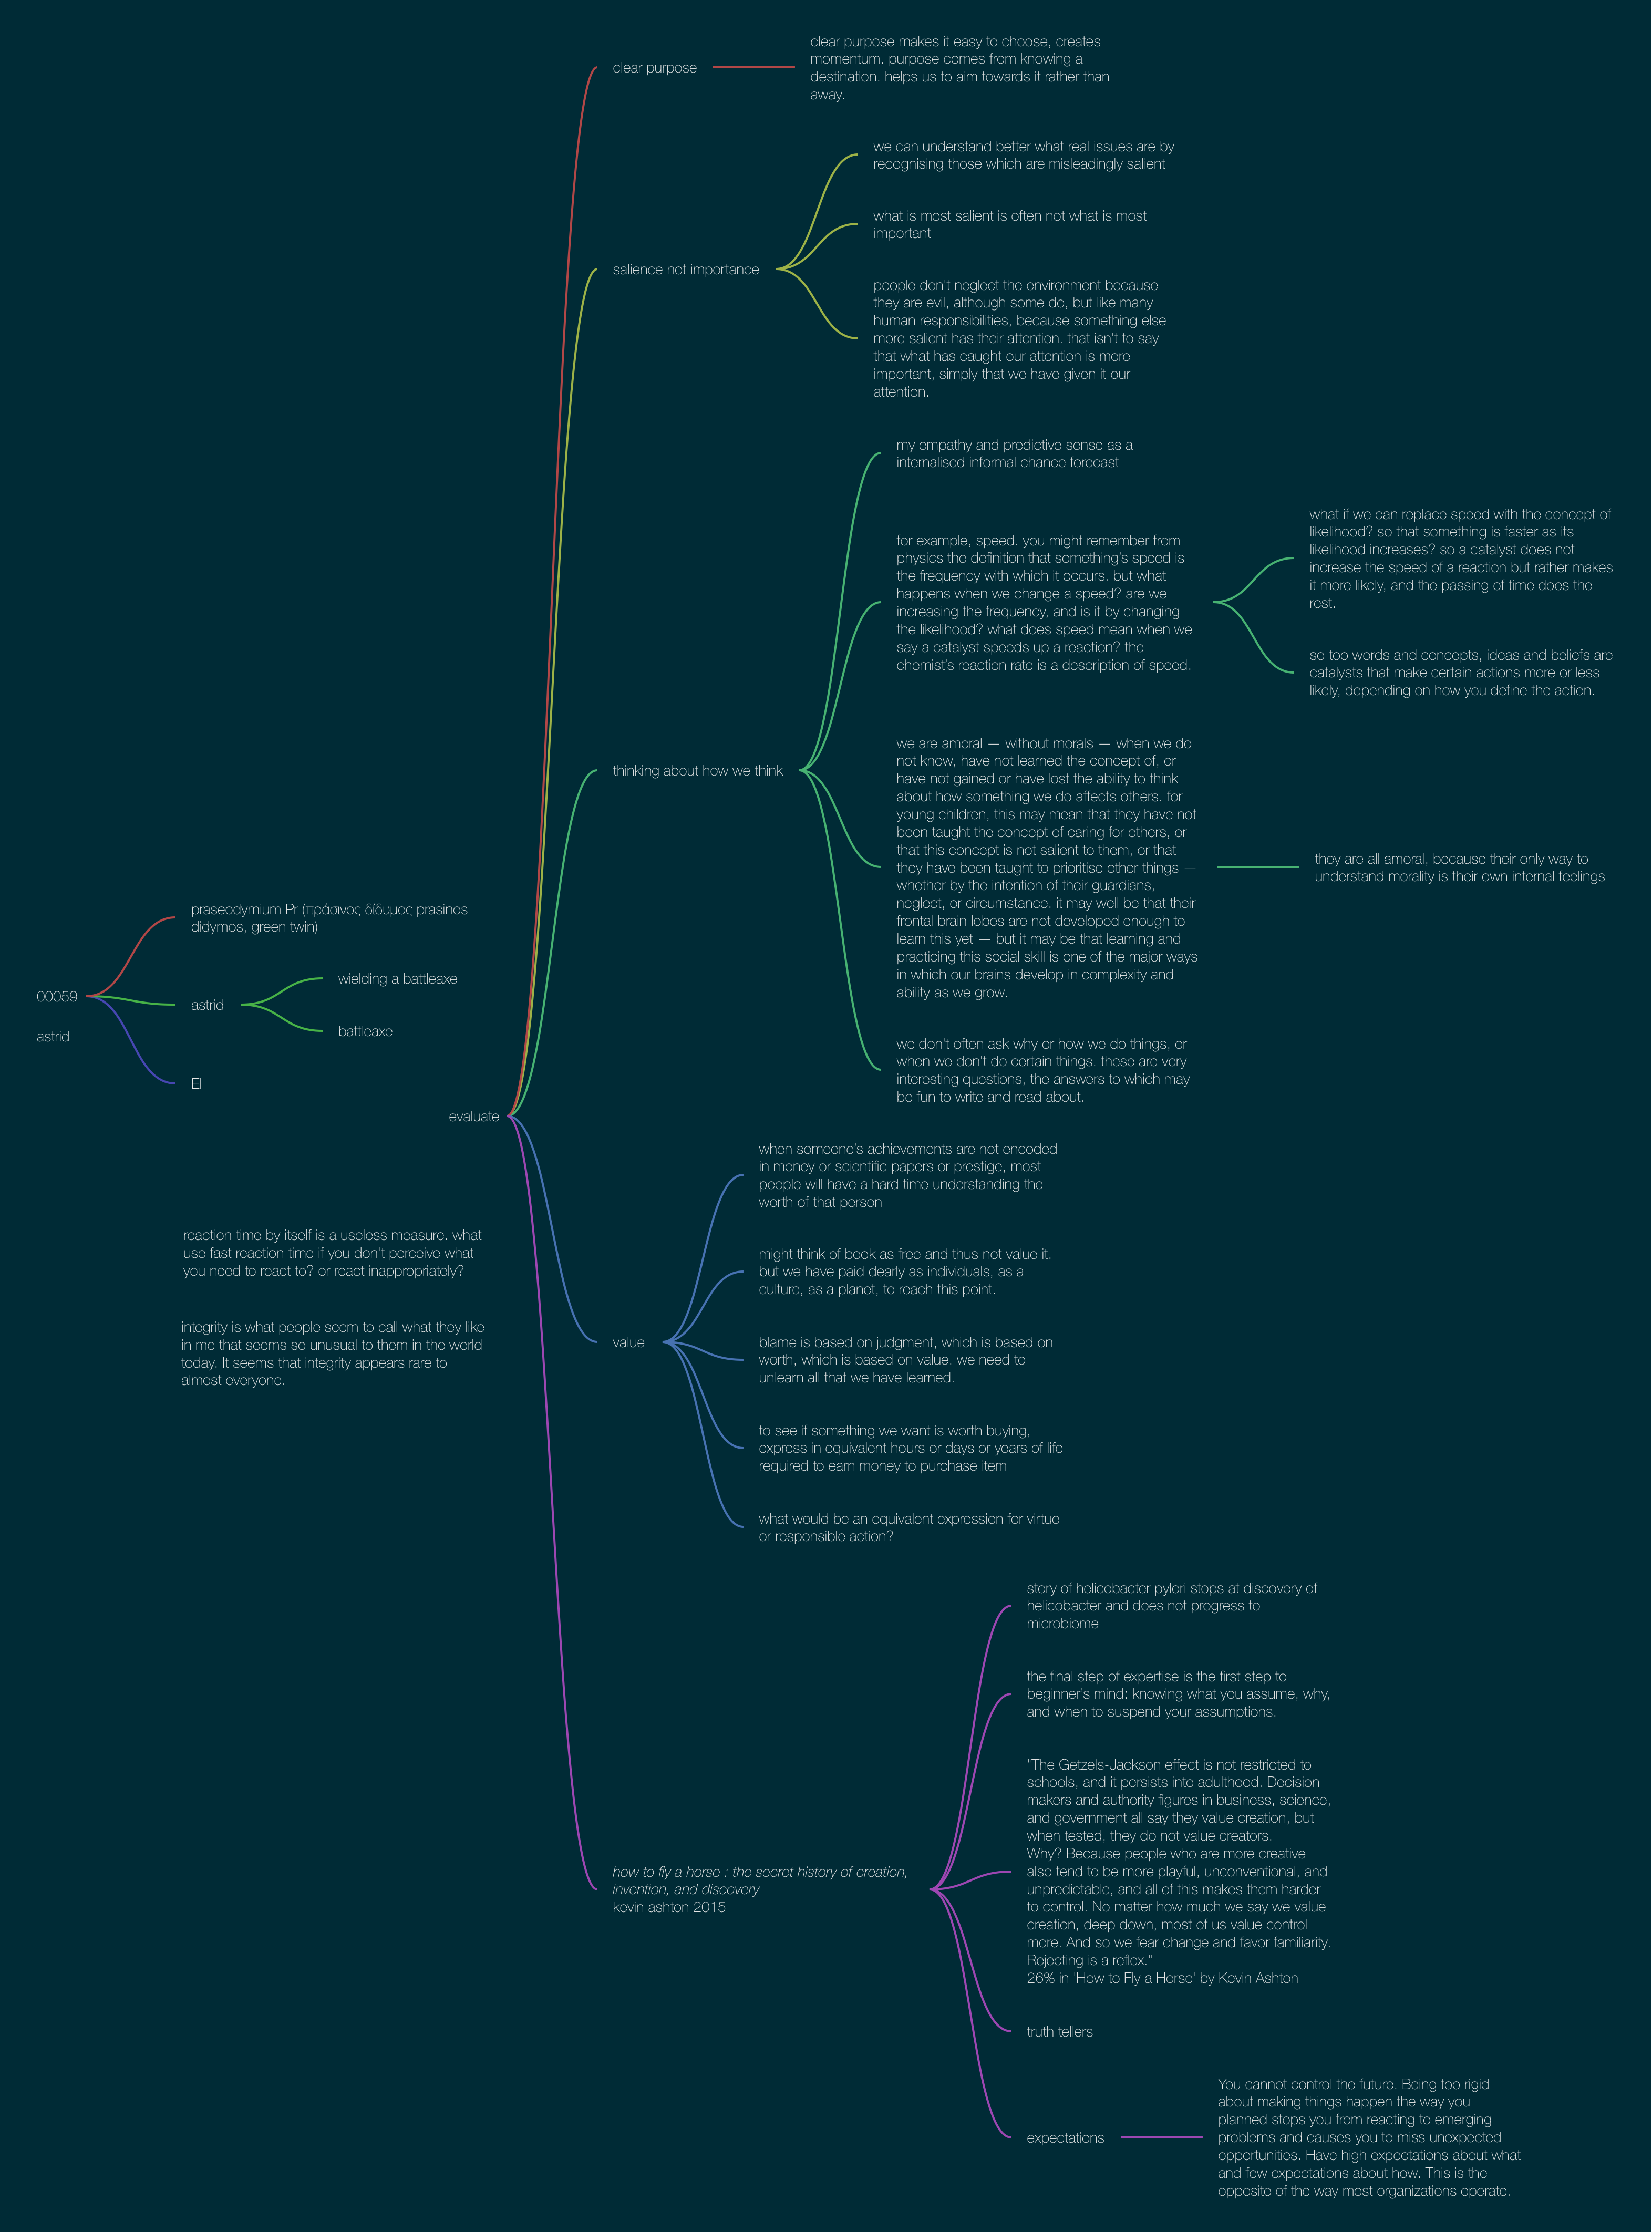 clear purpose
clear purpose makes it easy to choose, creates
momentum. purpose comes from knowing a
destination. helps us to aim towards it rather than
away.
salience not importance
we can understand better what real issues are by
recognising those which are misleadingly salient
what is most salient is often not what is most
important
people don't neglect the environment because
they are evil, although some do, but like many
human responsibilities, because something else
more salient has their attention. that isn't to say
that what has caught our attention is more
important, simply that we have given it our
attention.
thinking about how we think
my empathy and predictive sense as a
internalised informal chance forecast
for example, speed. you might remember from
physics the definition that something's speed is
the frequency with which it occurs. but what
happens when we change a speed? are we
increasing the frequency, and is it by changing
the likelihood? what does speed mean when we
say a catalyst speeds up a reaction? the
chemist's reaction rate is a description of speed.
what if we can replace speed with the concept of
likelihood? so that something is faster as its
likelihood increases? so a catalyst does not
increase the speed of a reaction but rather makes
it more likely, and the passing of time does the
rest.
so too words and concepts, ideas and beliefs are
catalysts that make certain actions more or less
likely, depending on how you define the action.
we are amoral — without morals — when we do
not know, have not learned the concept of, or
have not gained or have lost the ability to think
about how something we do affects others. for
young children, this may mean that they have not
been taught the concept of caring for others, or
that this concept is not salient to them, or that
they have been taught to prioritise other things —
whether by the intention of their guardians,
neglect, or circumstance. it may well be that their
frontal brain lobes are not developed enough to
learn this yet — but it may be that learning and
practicing this social skill is one of the major ways
in which our brains develop in complexity and
ability as we grow.
they are all amoral, because their only way to
understand morality is their own internal feelings
we don't often ask why or how we do things, or
when we don't do certain things. these are very
interesting questions, the answers to which may
be fun to write and read about.
00059
astrid
praseodymium Pr (πράσινος δίδυμος prasinos
didymos, green twin)
astrid
wielding a battleaxe
battleaxe
EI
evaluate
reaction time by itself is a useless measure. what
use fast reaction time if you don't perceive what
you need to react to? or react inappropriately?
integrity is what people seem to call what they like
in me that seems so unusual to them in the world
today. It seems that integrity appears rare to
almost everyone.
value
when someone's achievements are not encoded
in money or scientific papers or prestige, most
people will have a hard time understanding the
worth of that person
might think of book as free and thus not value it.
but we have paid dearly as individuals, as a
culture, as a planet, to reach this point.
blame is based on judgment, which is based on
worth, which is based on value. we need to
unlearn all that we have learned.
to see if something we want is worth buying,
express in equivalent hours or days or years of life
required to earn money to purchase item
what would be an equivalent expression for virtue
or responsible action?
how to fly a horse : the secret history of creation,
invention, and discovery
kevin ashton 2015
story of helicobacter pylori stops at discovery of
helicobacter and does not progress to
microbiome
the final step of expertise is the first step to
beginner's mind: knowing what you assume, why,
and when to suspend your assumptions.
"The Getzels-Jackson effect is not restricted to
schools, and it persists into adulthood. Decision
makers and authority figures in business, science,
and government all say they value creation, but
when tested, they do not value creators.
Why? Because people who are more creative
also tend to be more playful, unconventional, and
unpredictable, and all of this makes them harder
to control. No matter how much we say we value
creation, deep down, most of us value control
more. And so we fear change and favor familiarity.
Rejecting is a reflex."
26% in 'How to Fly a Horse' by Kevin Ashton
truth tellers
expectations
You cannot control the future. Being too rigid
about making things happen the way you
planned stops you from reacting to emerging
problems and causes you to miss unexpected
opportunities. Have high expectations about what
and few expectations about how. This is the
opposite of the way most organizations operate.